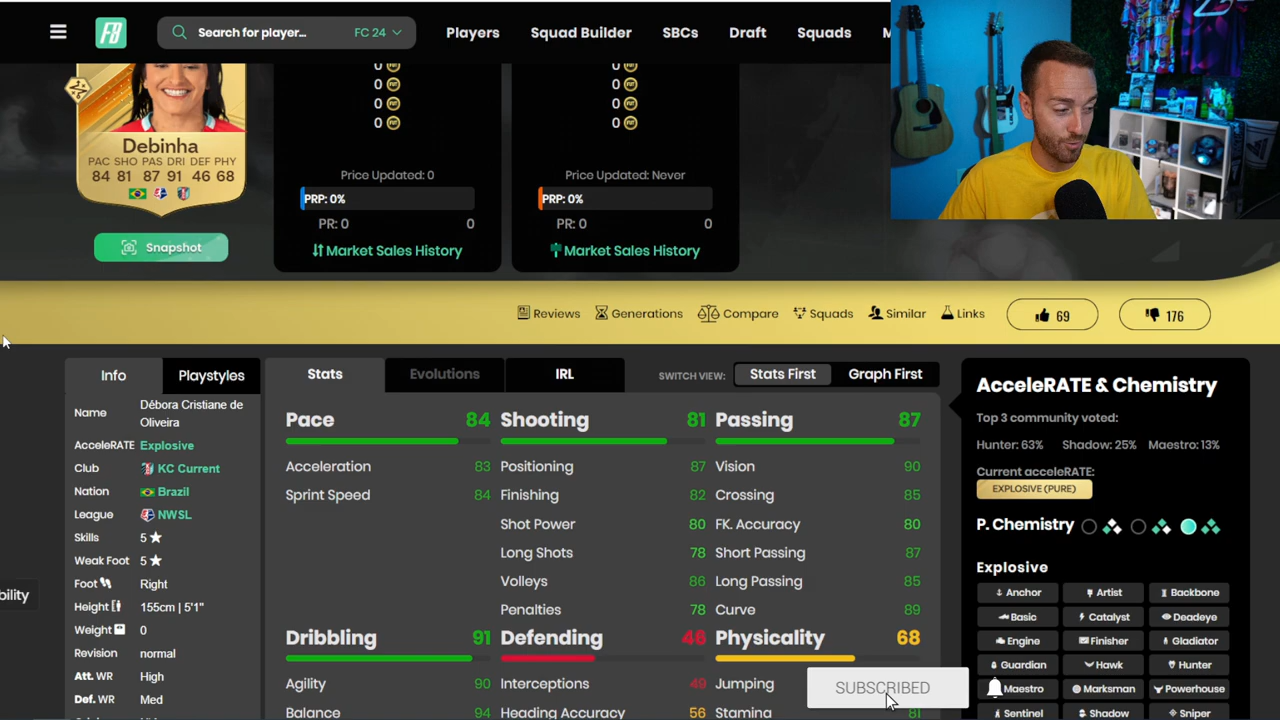 FB
Search for player...
FC 24
Players
Squad Builder
SBCs
Draft
Squads
M
Debinha
PAC SHO PAS DRI DEF PHY
84 81 87 91 46 68
Snapshot
0
0
0
0
Price Updated: 0
PRP: 0%
PR: 0
0
Market Sales History
0
0
0
0
Price Updated: Never
PRP: 0%
PR: 0
0
Market Sales History
Reviews
Generations
Compare
Squads
Similar
Links
69
176
Info
Playstyles
Name Débora Cristiane de
Oliveira
AcceleRATE Explosive
Club KC Current
Nation Brazil
League NWSL
Skills 5
Weak Foot 5
Foot Right
Height 155cm | 5'1"
Weight 0
Revision normal
Att. WR High
Def. WR Med
bility
Stats
Evolutions
IRL
SWITCH VIEW:
Stats First
Graph First
Pace 84
Acceleration 83
Sprint Speed 84
Shooting 81
Positioning 87
Finishing 82
Shot Power 80
Long Shots 78
Volleys 86
Penalties 78
Passing 87
Vision 90
Crossing 85
FK. Accuracy 80
Short Passing 87
Long Passing 85
Curve 89
Dribbling 91
Agility 90
Balance 94
Defending 46
Interceptions 49
Heading Accuracy 56
Physicality 68
Jumping
Stamina 81
SUBSCRIBED
AcceleRATE & Chemistry
Top 3 community voted:
Hunter: 63% Shadow: 25% Maestro: 13%
Current acceleRATE:
EXPLOSIVE (PURE)
P. Chemistry
Explosive
Anchor Artist Backbone
Basic Catalyst Deadeye
Engine Finisher Gladiator
Guardian Hawk Hunter
Maestro Marksman Powerhouse
Sentinel Shadow Sniper